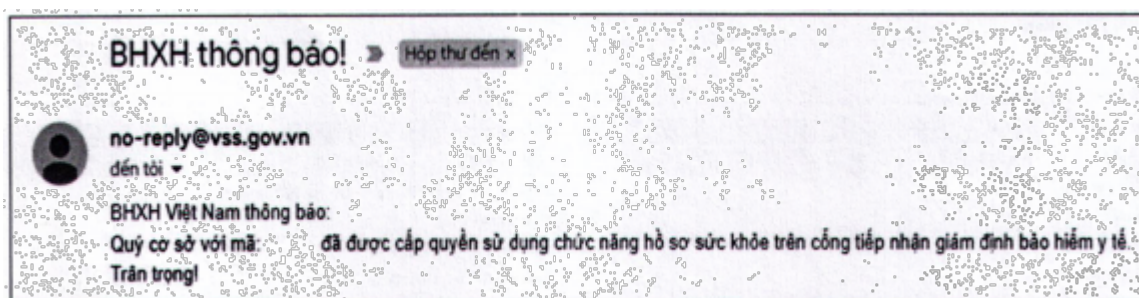 BHXH thông báo!
Hộp thư đến ×
no-reply@vss.gov.vn
đến tôi
BHXH Việt Nam thông báo:
Quý cơ sở với mã: đã được cấp quyền sử dụng chức năng hồ sơ sức khỏe trên cổng tiếp nhận giám định bảo hiểm y tế.
Trân trọng!